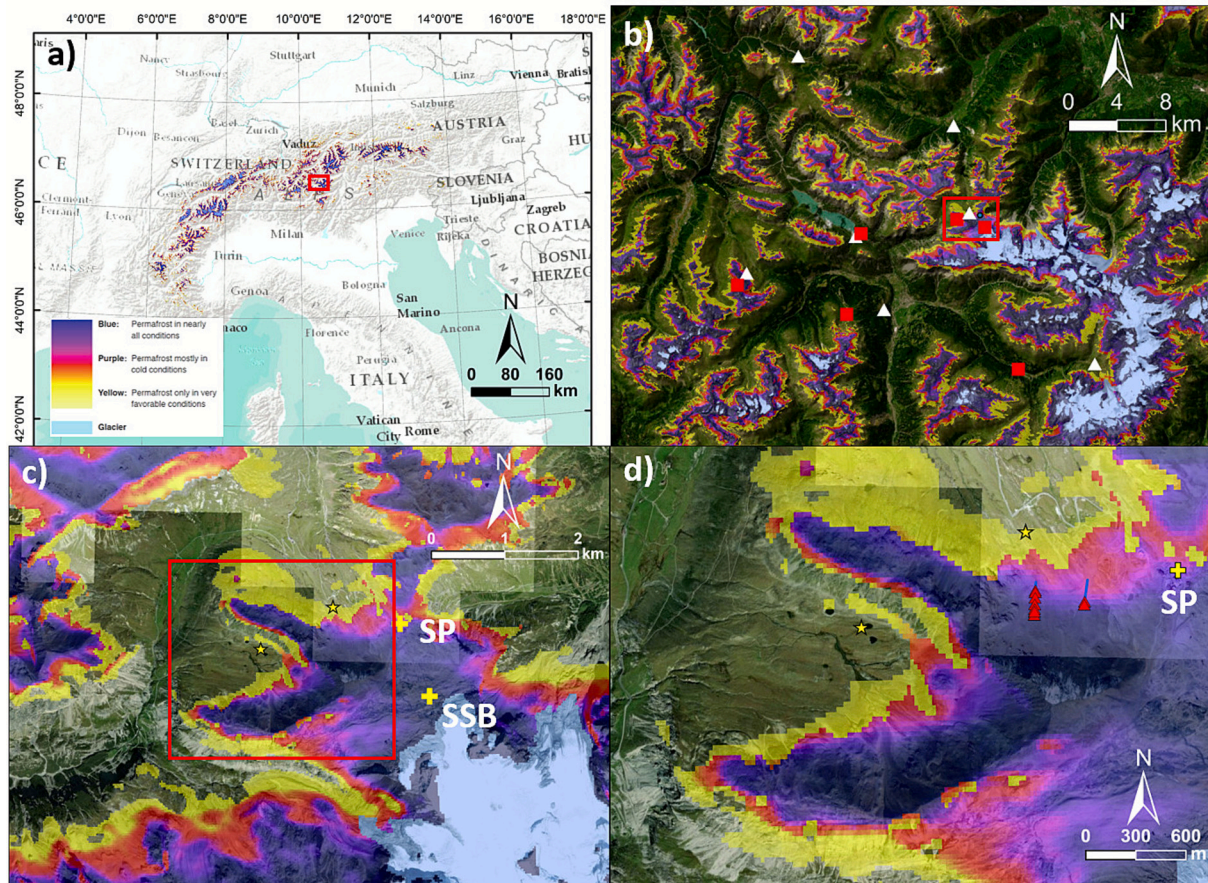 a)
4°0'0"E
6°0'0"E
8°0'0"E
10°0'0"E
12°0'0"E
14°0'0"E
16°0'0"E
18°0'0"E
48°0'0"N
46°0'0"N
44°0'0"N
42°0'0"N
Nancy
Strasbourg
Stuttgart
Linz
Vienna
Munich
Salzburg
Dijon
Besançon
Basel
Zurich
Vaduz
AUSTRIA
Graz
HU
SWITZERLAND
Lausanne
CE
A
P
S
SLOVENIA
Clermont-
Ferrand
Lyon
Ljubljana
Zagreb
CROATIA
Milan
Venice
Trieste
Rijeka
Turin
BOSNIA
HERZEG
DINARIC
Genoa
Bologna
San
Marino
Ancona
Florence
Perugia
ITALY
APENNINE
Vatican
City
Rome
N
0 80 160
km
Blue: Permafrost in nearly
all conditions
Purple: Permafrost mostly in
cold conditions
Yellow: Permafrost only in very
favorable conditions
Glacier
b)
N
0 4 8
km
c)
N
0 1 2
km
SP
SSB
d)
SP
N
0 300 600
m